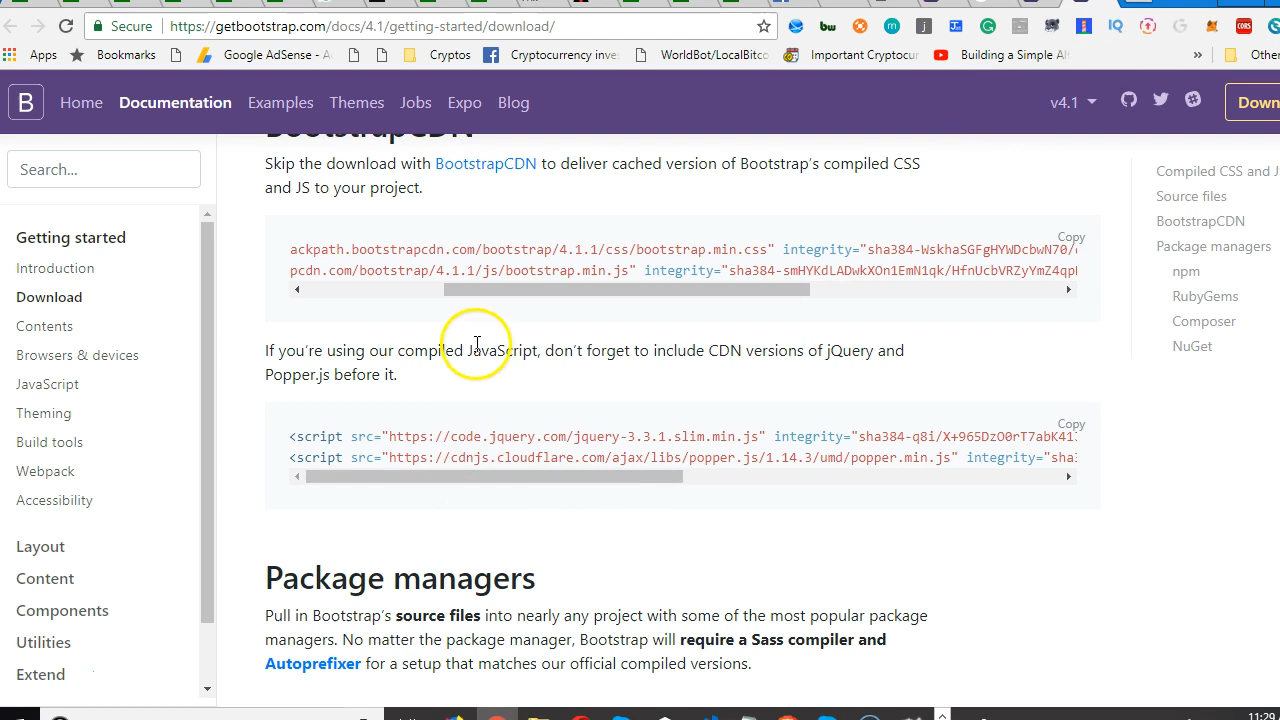 Secure
https://getbootstrap.com/docs/4.1/getting-started/download/
Apps
Bookmarks
Google AdSense - A
Cryptos
Cryptocurrency inve
WorldBot/LocalBitco
Important Cryptocur
Building a Simple Al
»
Other
B
Home
Documentation
Examples
Themes
Jobs
Expo
Blog
v4.1
Down
Search...
Getting started
Introduction
Download
Contents
Browsers & devices
JavaScript
Theming
Build tools
Webpack
Accessibility
Layout
Content
Components
Utilities
Extend
BootstrapCDN
Skip the download with BootstrapCDN to deliver cached version of Bootstrap's compiled CSS
and JS to your project.
Copy
ackpath.bootstrapcdn.com/bootstrap/4.1.1/css/bootstrap.min.css" integrity="sha384-WskhaSGFgHYWDcbwN70/
pcdn.com/bootstrap/4.1.1/js/bootstrap.min.js" integrity="sha384-smHYKdLADwkXOn1EmN1qk/HfnUcbVRZyYmZ4qp
If you're using our compiled JavaScript, don't forget to include CDN versions of jQuery and
Popper.js before it.
Copy
<script src="https://code.jquery.com/jquery-3.3.1.slim.min.js" integrity="sha384-q8i/X+965DzO0rT7abK41
<script src="https://cdnjs.cloudflare.com/ajax/libs/popper.js/1.14.3/umd/popper.min.js" integrity="sha
Package managers
Pull in Bootstrap's source files into nearly any project with some of the most popular package
managers. No matter the package manager, Bootstrap will require a Sass compiler and
Autoprefixer for a setup that matches our official compiled versions.
Compiled CSS and J
Source files
BootstrapCDN
Package managers
npm
RubyGems
Composer
NuGet
11:29